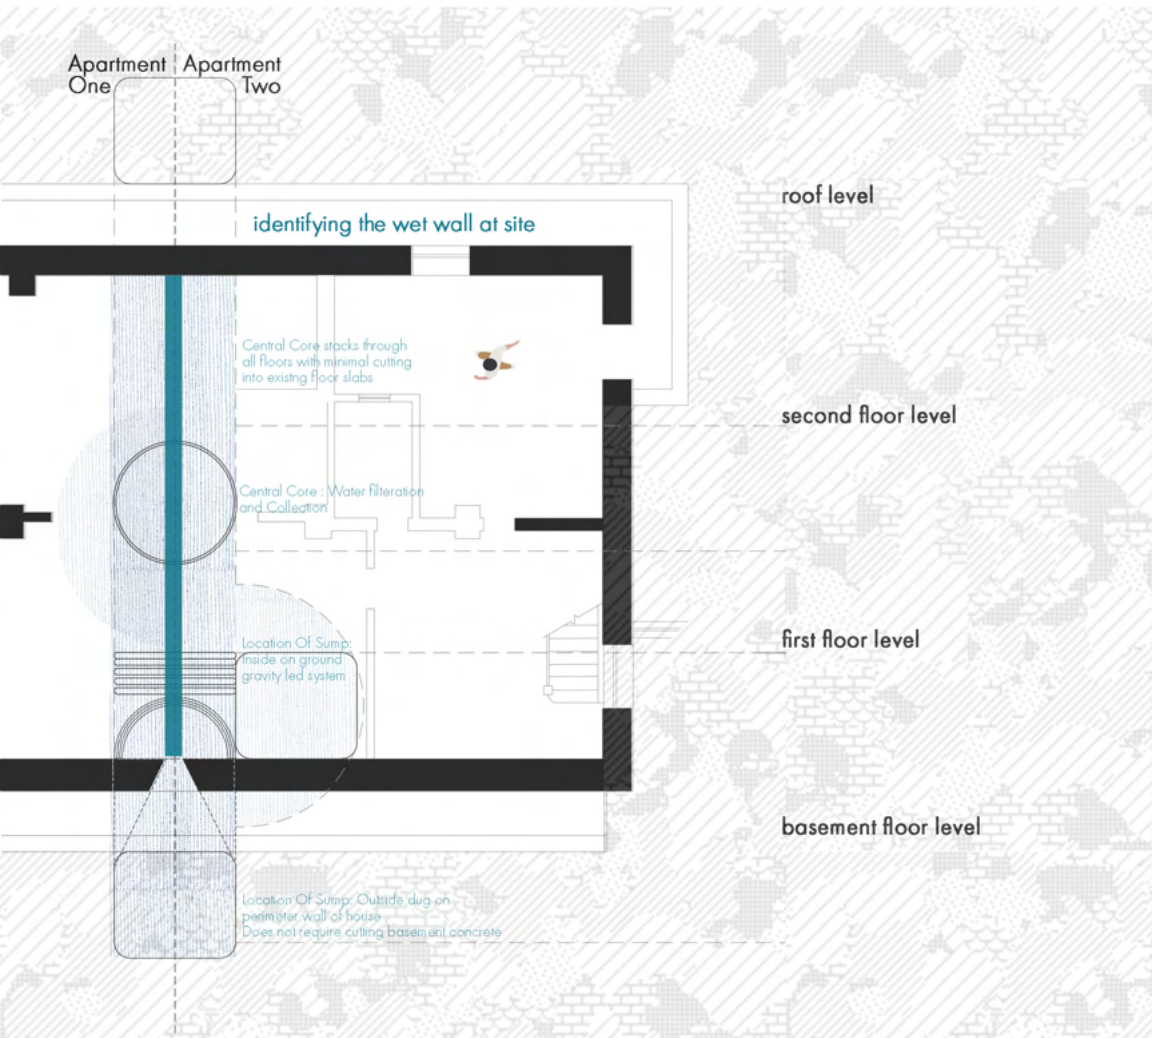 Apartment Apartment
One Two
roof level
identifying the wet wall at site
Central Core stacks through
all floors with minimal cutting
into existng floor slabs
second floor level
Central Core : Water filteration
and Collection
first floor level
Location Of Sump:
Inside on ground
gravity led system
basement floor level
Location Of Sump: Outside dug on
perimeter wall of house
Does not require cutting basement concrete